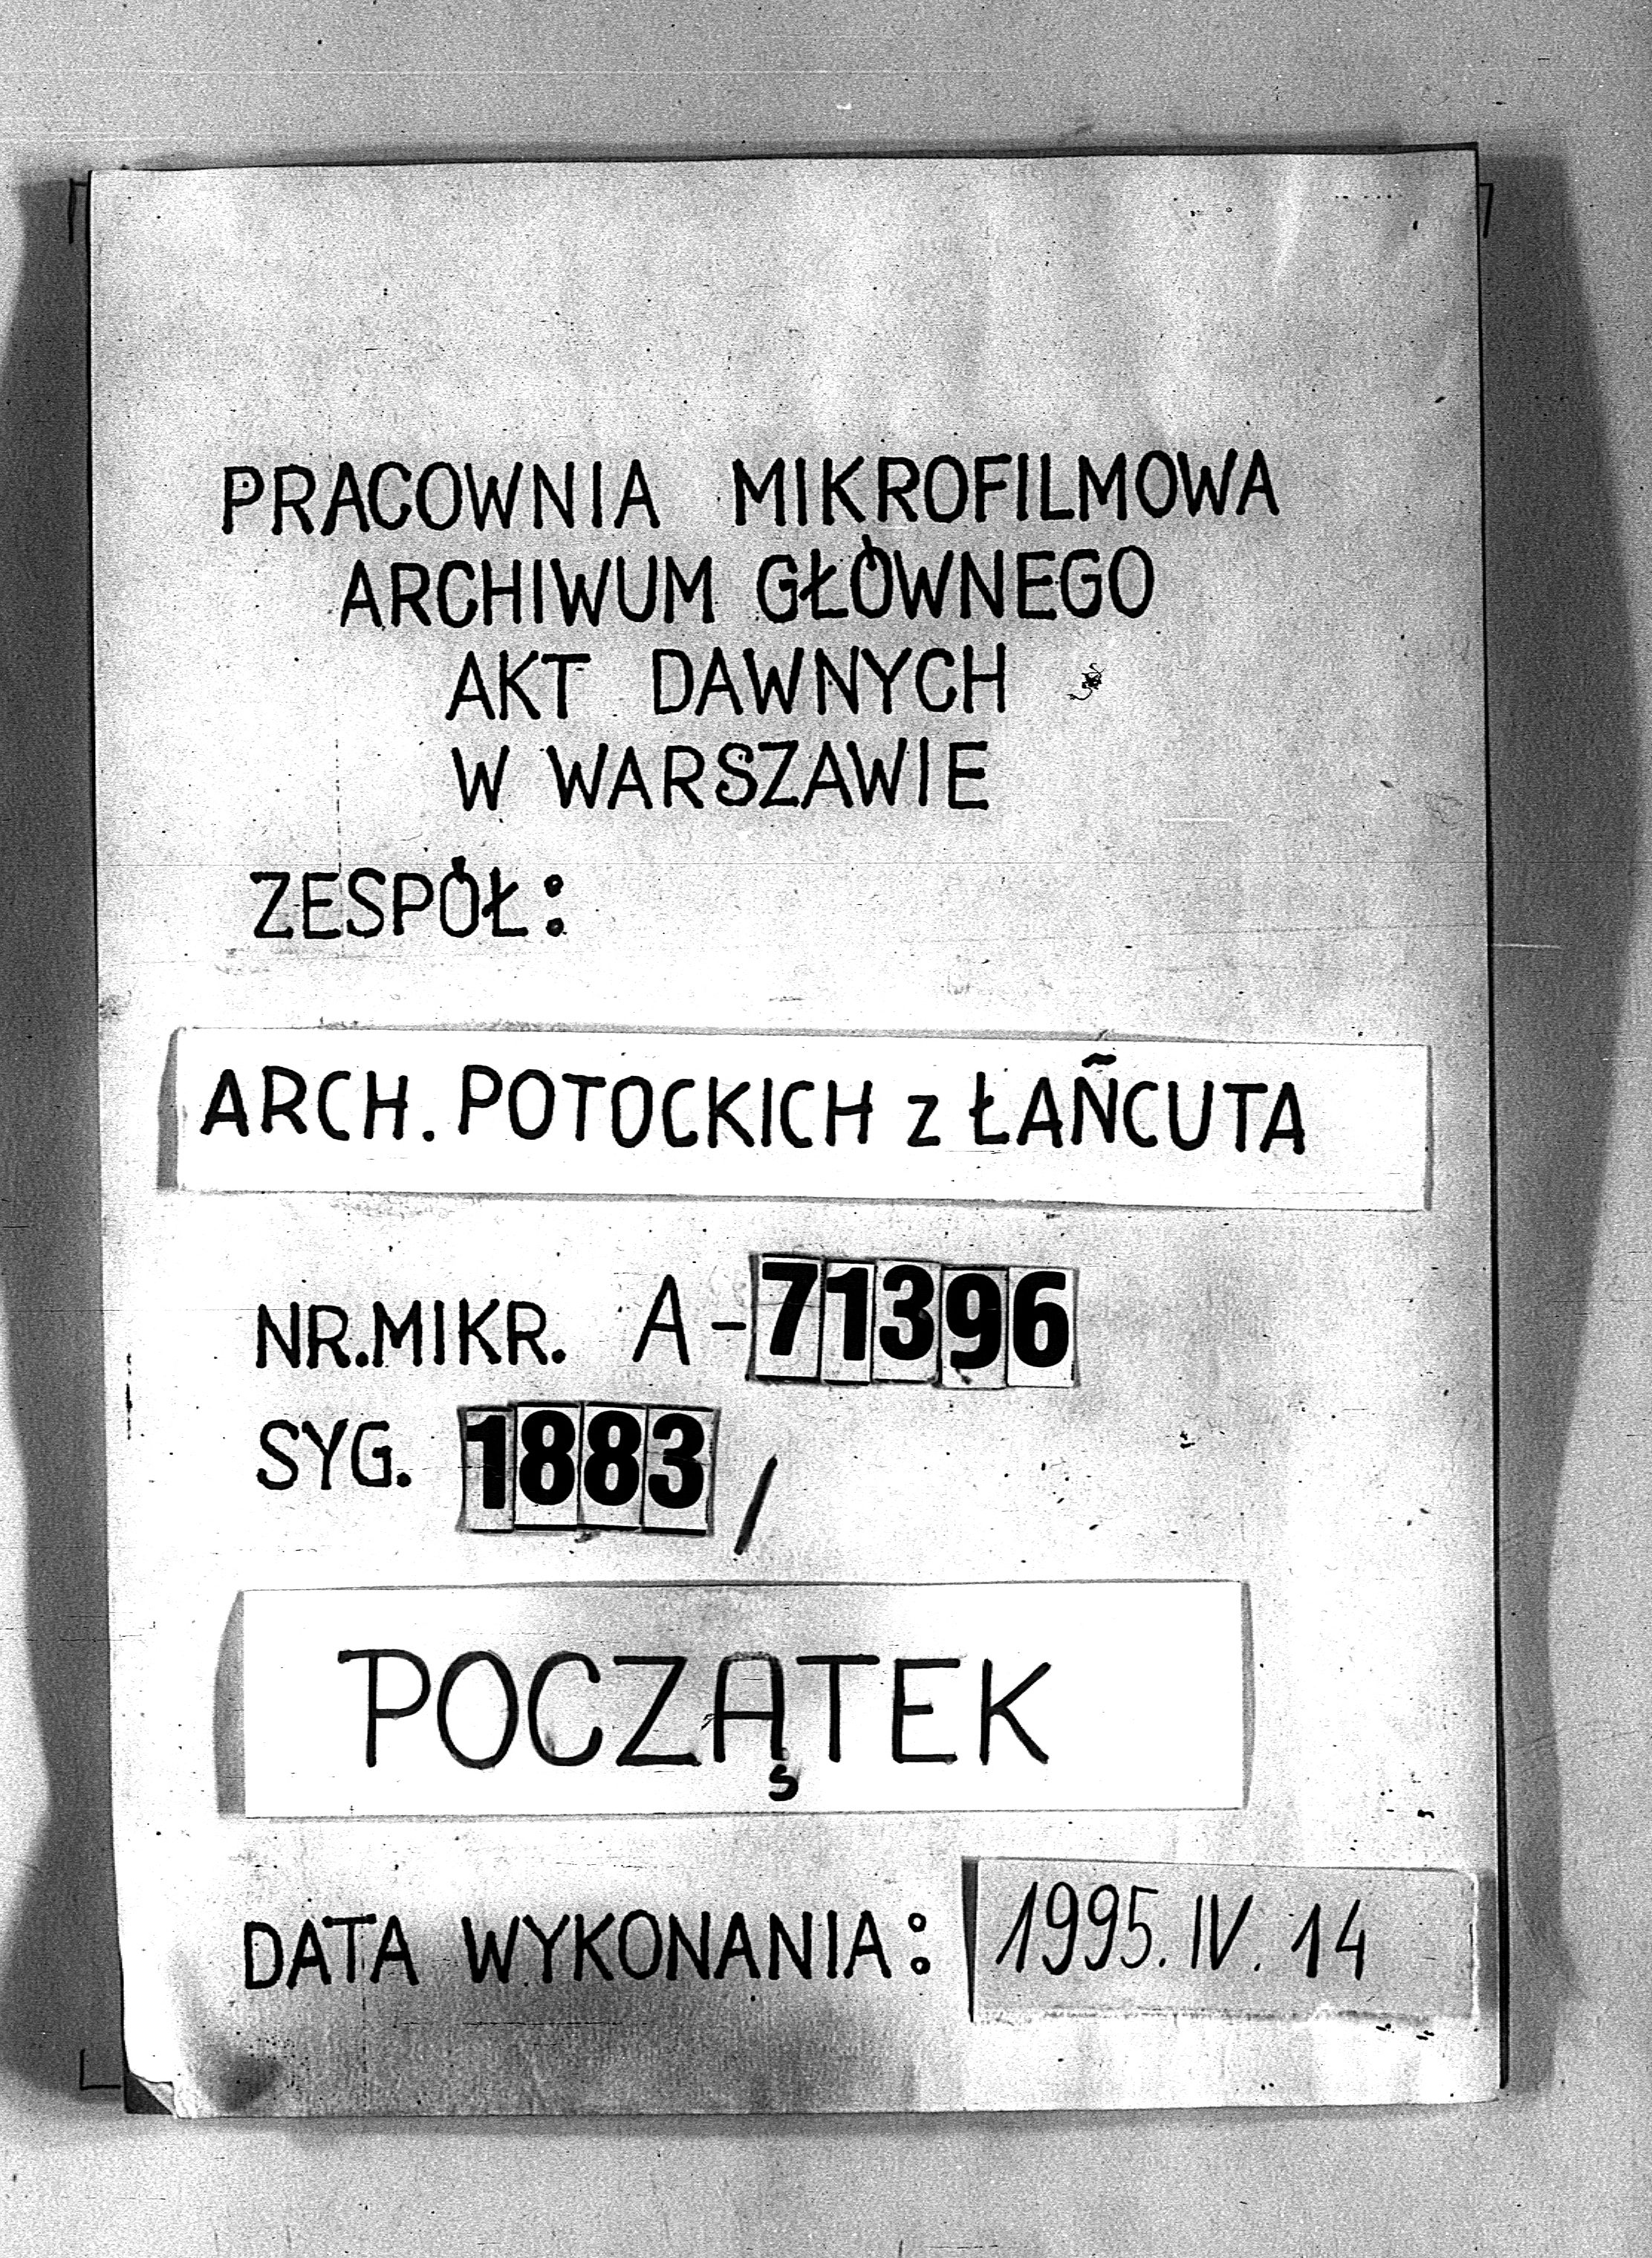 PRACOWNIA MIKROFILMOWA
ARCHIWUM GŁÓWNEGO
AKT DAWNYCH
W WARSZAWIE
ZESPÓŁ:
ARCH. POTOCKICH z ŁAÑCUTA
NR.MIKR. A-71396
SYG. 1883/
POCZĄTEK
DATA WYKONANIA: 1995.IV.14